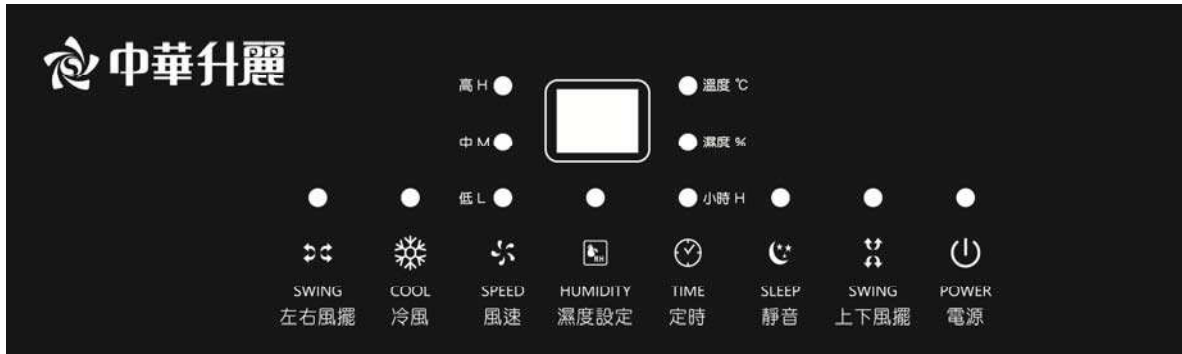 中華升麗
高 H
溫度 ℃
中 M
濕度 %
低 L
小時 H
RH
SWING COOL SPEED HUMIDITY TIME SLEEP SWING POWER
左右風擺 冷風 風速 濕度設定 定時 靜音 上下風擺 電源